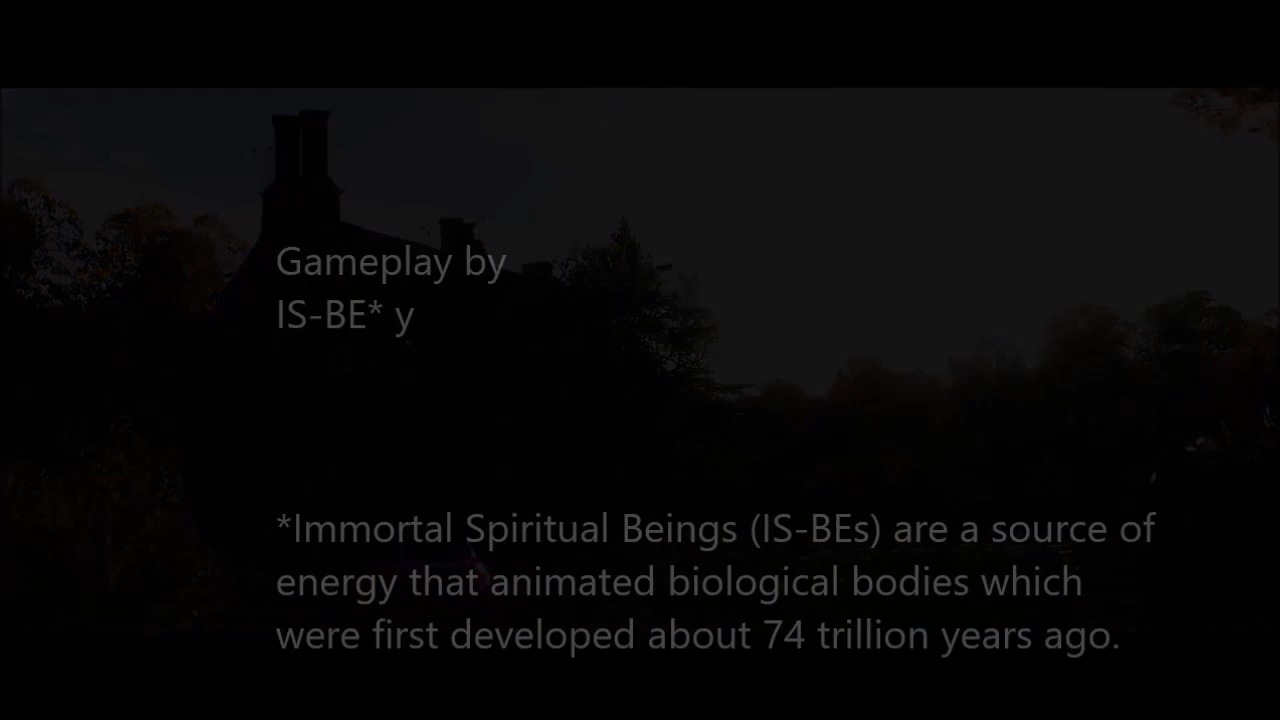 Gameplay by
IS-BE* y
*Immortal Spiritual Beings (IS-BEs) are a source of
energy that animated biological bodies which
were first developed about 74 trillion years ago.